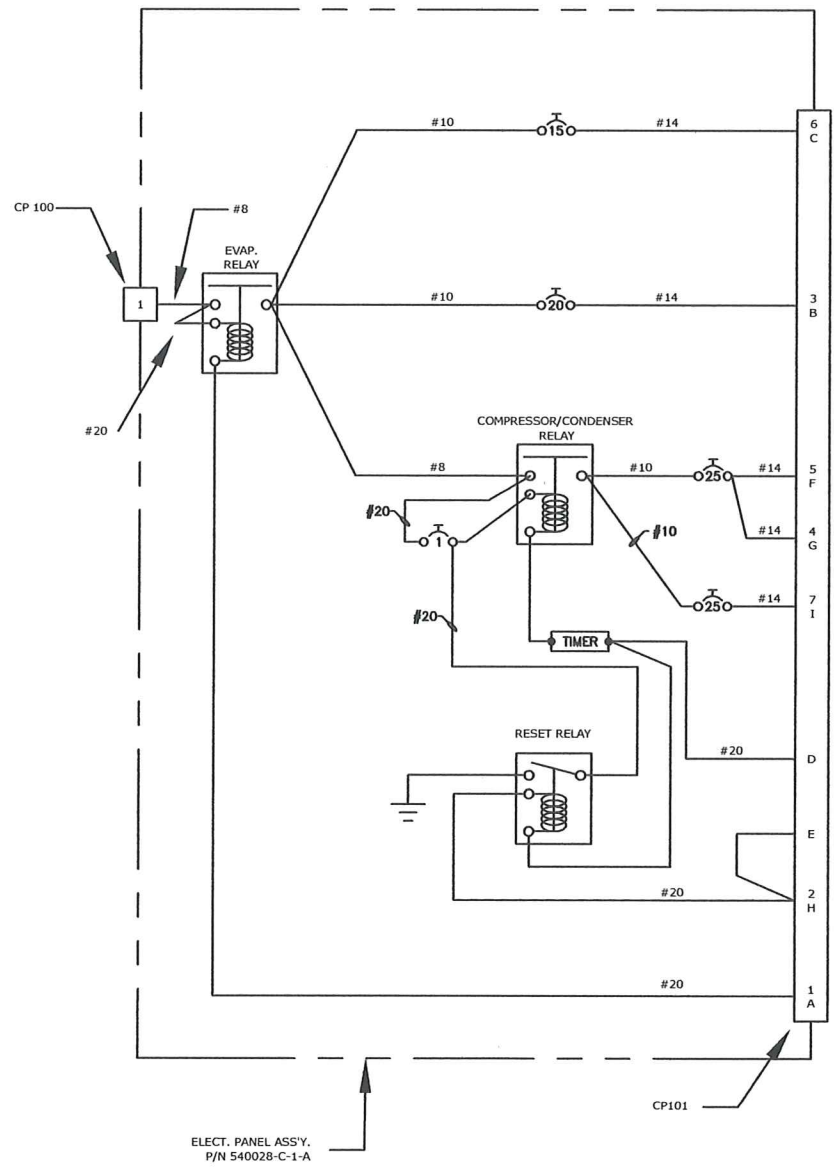 #10
15
#14
6
C
CP 100
#8
EVAP.
RELAY
1
#10
20
#14
3
B
#20
COMPRESSOR/CONDENSER
RELAY
#8
#10
25
#14
5
F
#20
1
#10
#14
4
G
#20
25
#14
7
I
TIMER
RESET RELAY
#20
D
E
#20
2
H
#20
1
A
CP101
ELECT. PANEL ASS'Y.
P/N 540028-C-1-A